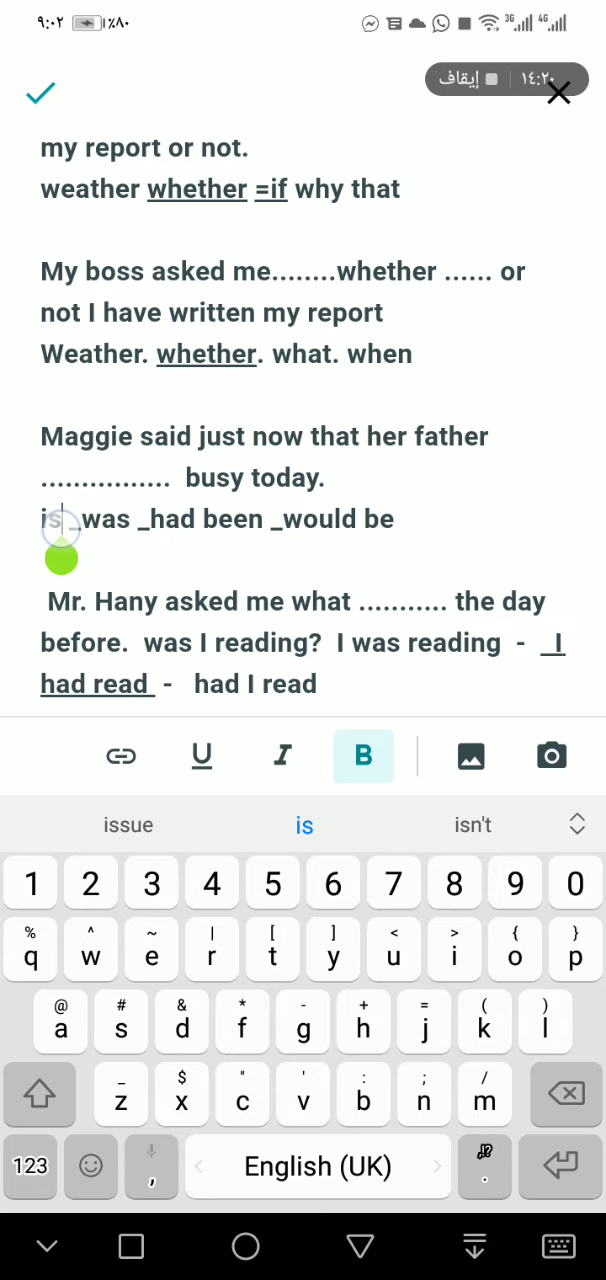 ٩:٠٢ ٪٨٠ 3G 4G
إيقاف ١٤:٢٠
my report or not.
weather whether =if why that
My boss asked me........whether ...... or
not I have written my report
Weather. whether. what. when
Maggie said just now that her father
................ busy today.
is _was _had been _would be
Mr. Hany asked me what ........... the day
before. was I reading? I was reading - _I
had read - had I read
U I B
issue is isn't
1 2 3 4 5 6 7 8 9 0
% ^ ~ | [ ] < > { }
q w e r t y u i o p
@ # & * - + = ( )
a s d f g h j k l
_ $ " ' : ; /
z x c v b n m
123 , English (UK) .